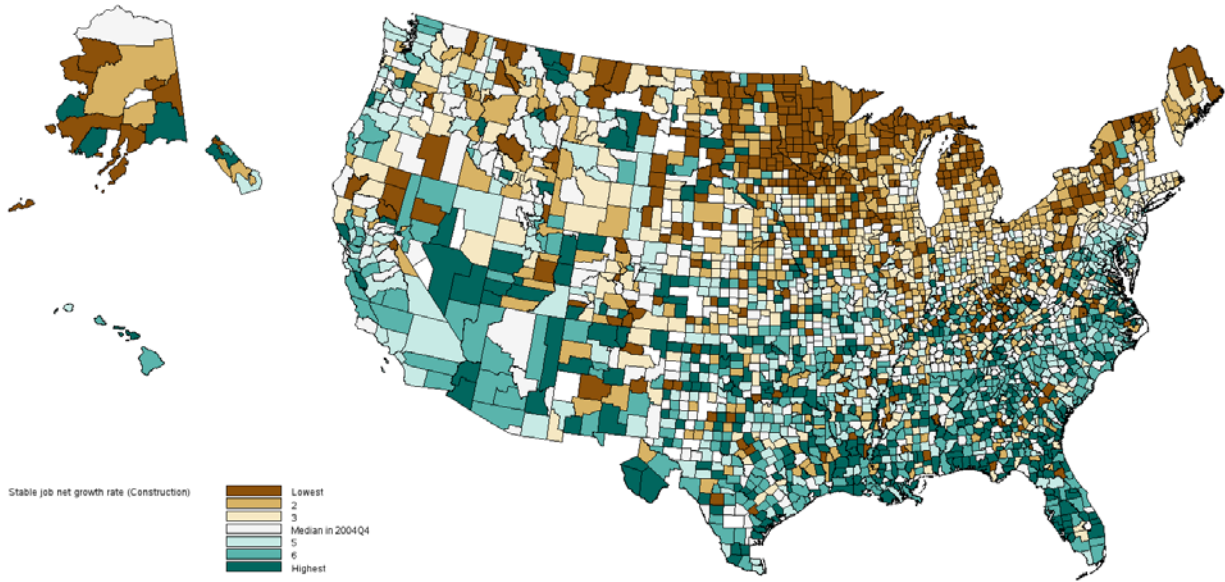 Stable job net growth rate (Construction)
Lowest
2
3
Median in 2004Q4
5
6
Highest